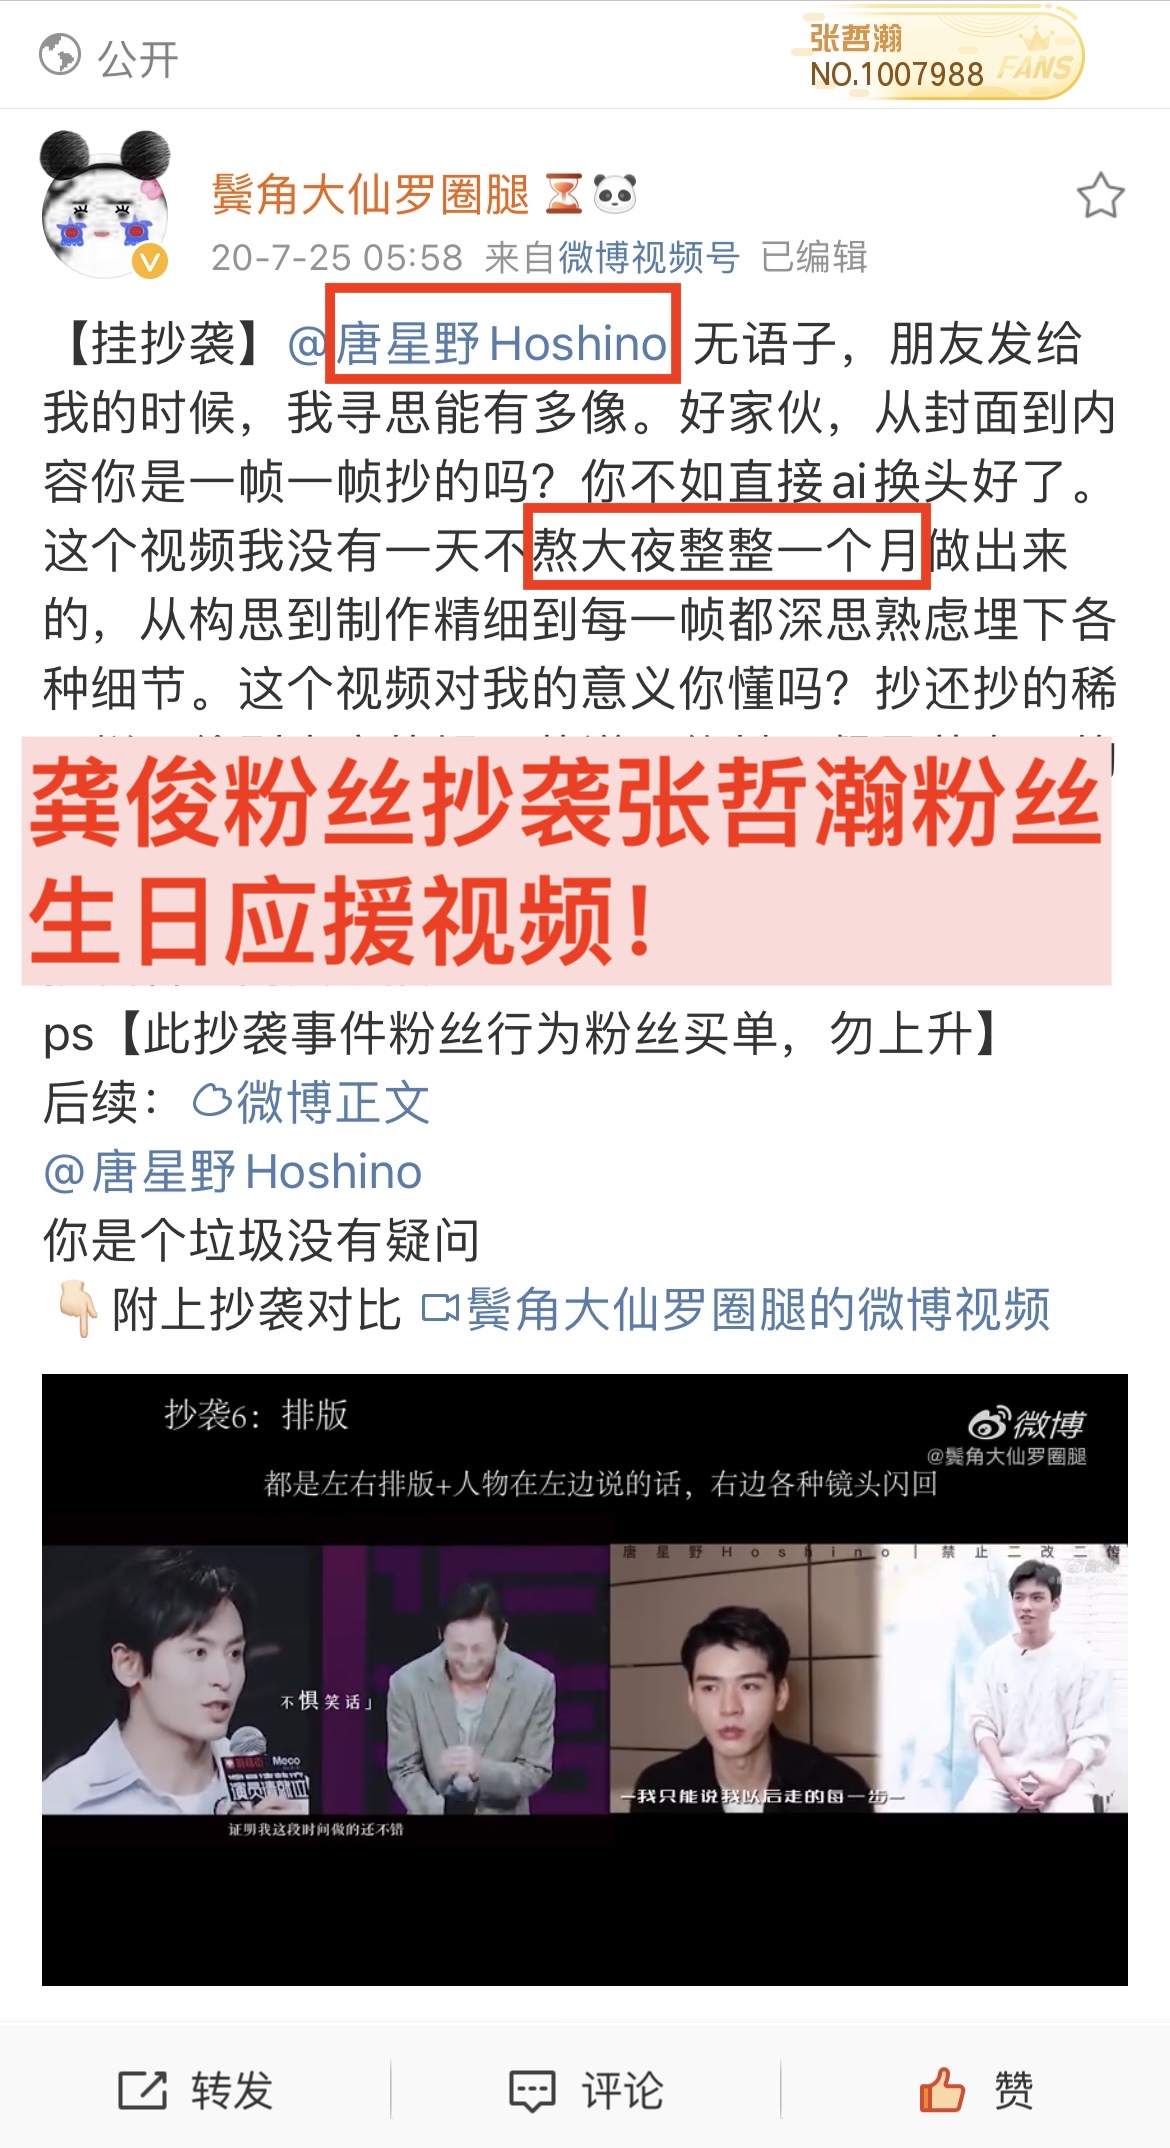 公开
张哲瀚
NO.1007988 FANS
鬓角大仙罗圈腿
20-7-25 05:58 来自微博视频号 已编辑
【挂抄袭】@唐星野Hoshino 无语子，朋友发给
我的时候，我寻思能有多像。好家伙，从封面到内
容你是一帧一帧抄的吗？你不如直接ai换头好了。
这个视频我没有一天不熬大夜整整一个月做出来
的，从构思到制作精细到每一帧都深思熟虑埋下各
种细节。这个视频对我的意义你懂吗？抄还抄的稀
龚俊粉丝抄袭张哲瀚粉丝
生日应援视频！
ps【此抄袭事件粉丝行为粉丝买单，勿上升】
后续：微博正文
@唐星野Hoshino
你是个垃圾没有疑问
附上抄袭对比 鬓角大仙罗圈腿的微博视频
抄袭6：排版
微博
@鬓角大仙罗圈腿
都是左右排版+人物在左边说的话，右边各种镜头闪回
唐星野Hoshino | 禁止二改二传
不惧笑话」
Meco
演员请就位
一我只能说我以后走的每一步一
证明我这段时间做的还不错
转发
评论
赞